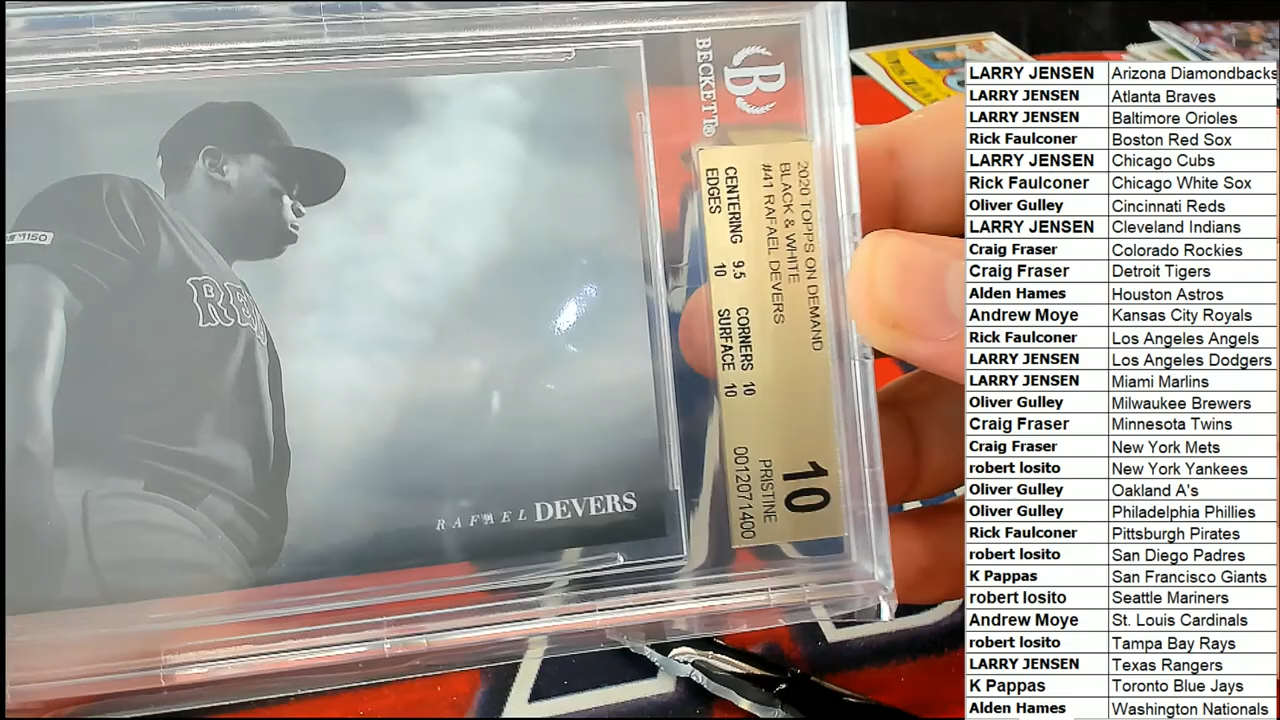 BECKETT®
B
2020 TOPPS ON DEMAND
BLACK & WHITE
#41 RAFAEL DEVERS
CENTERING 9.5 CORNERS 10
EDGES 10 SURFACE 10
10
PRISTINE
0012071400
RE
RAFAEL DEVERS
LARRY JENSEN Arizona Diamondbacks
LARRY JENSEN Atlanta Braves
LARRY JENSEN Baltimore Orioles
Rick Faulconer Boston Red Sox
LARRY JENSEN Chicago Cubs
Rick Faulconer Chicago White Sox
Oliver Gulley Cincinnati Reds
LARRY JENSEN Cleveland Indians
Craig Fraser Colorado Rockies
Craig Fraser Detroit Tigers
Alden Hames Houston Astros
Andrew Moye Kansas City Royals
Rick Faulconer Los Angeles Angels
LARRY JENSEN Los Angeles Dodgers
LARRY JENSEN Miami Marlins
Oliver Gulley Milwaukee Brewers
Craig Fraser Minnesota Twins
Craig Fraser New York Mets
robert losito New York Yankees
Oliver Gulley Oakland A's
Oliver Gulley Philadelphia Phillies
Rick Faulconer Pittsburgh Pirates
robert losito San Diego Padres
K Pappas San Francisco Giants
robert losito Seattle Mariners
Andrew Moye St. Louis Cardinals
robert losito Tampa Bay Rays
LARRY JENSEN Texas Rangers
K Pappas Toronto Blue Jays
Alden Hames Washington Nationals